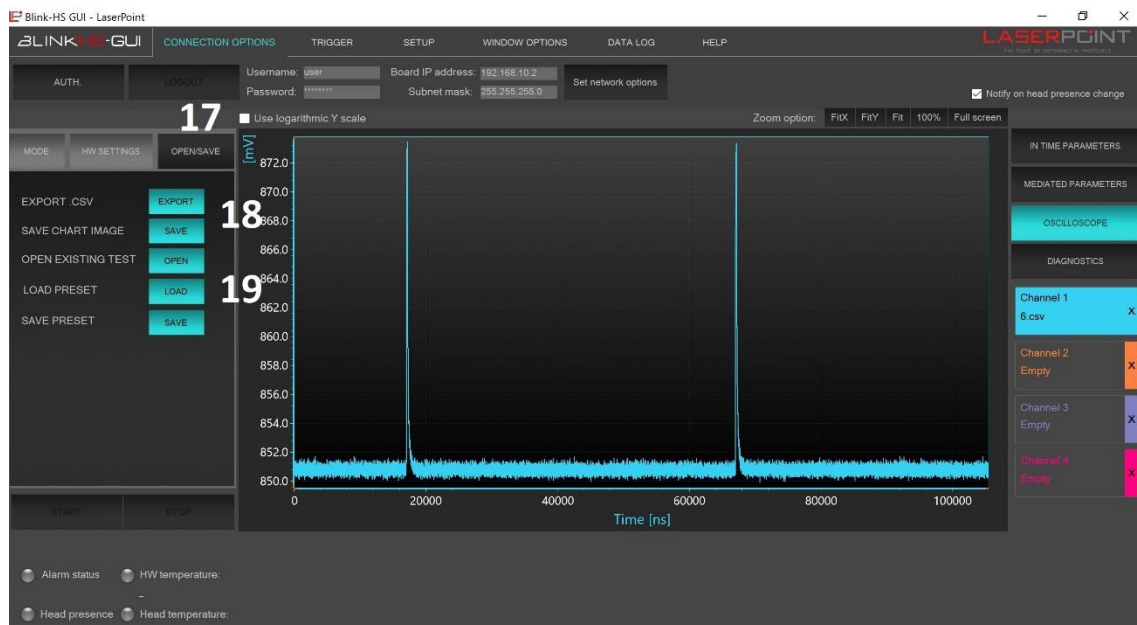 Blink-HS GUI - LaserPoint
BLINKHS-GUI
CONNECTION OPTIONS
TRIGGER
SETUP
WINDOW OPTIONS
DATA LOG
HELP
LASERPOINT
THE POINT OF DIFFERENCE IN PHOTONICS
AUTH.
LOGOUT
Username: user
Password: ********
Board IP address: 192.168.10.2
Subnet mask: 255.255.255.0
Set network options
Notify on head presence change
17
Use logarithmic Y scale
Zoom option: FitX FitY Fit 100% Full screen
MODE
HW SETTINGS
OPEN/SAVE
EXPORT .CSV EXPORT
18
SAVE CHART IMAGE SAVE
OPEN EXISTING TEST OPEN
19
LOAD PRESET LOAD
SAVE PRESET SAVE
START
STOP
[mV]
872.0
870.0
868.0
866.0
864.0
862.0
860.0
858.0
856.0
854.0
852.0
850.0
0 20000 40000 60000 80000 100000
Time [ns]
IN TIME PARAMETERS
MEDIATED PARAMETERS
OSCILLOSCOPE
DIAGNOSTICS
Channel 1
6.csv
X
Channel 2
Empty
X
Channel 3
Empty
X
Channel 4
Empty
X
Alarm status
HW temperature:
-
Head presence
Head temperature: